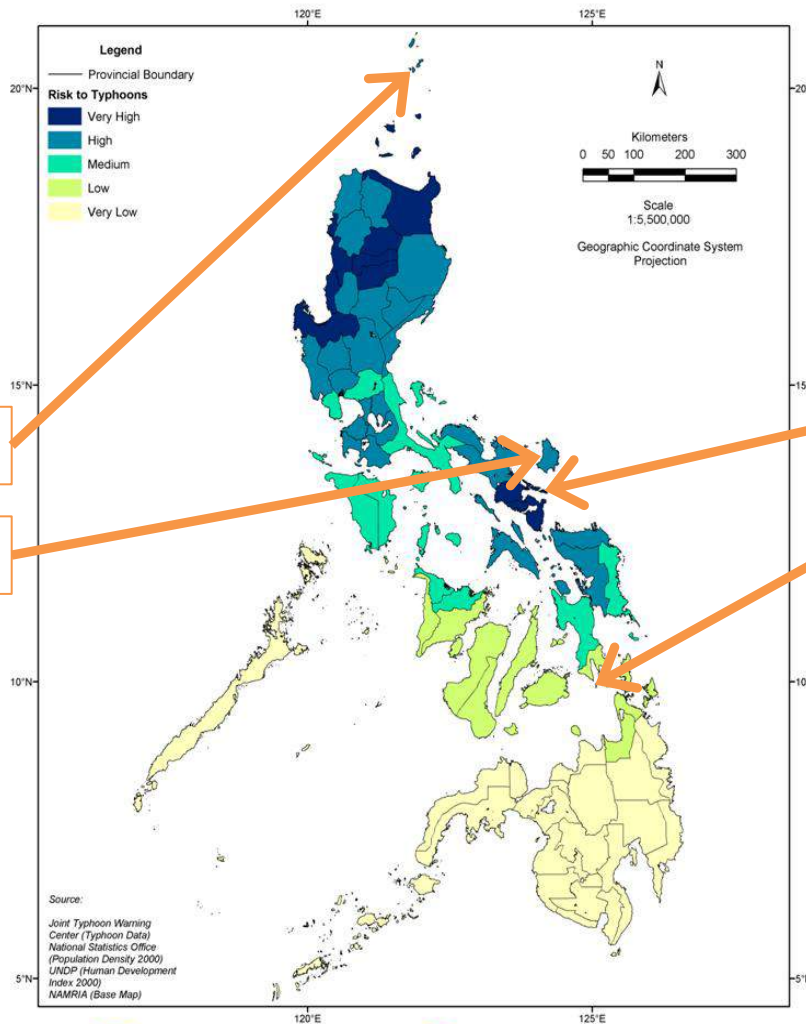 120°E
125°E
Legend
Provincial Boundary
Risk to Typhoons
Very High
High
Medium
Low
Very Low
N
Kilometers
0 50 100 200 300
Scale
1:5,500,000
Geographic Coordinate System
Projection
20°N
15°N
10°N
5°N
Source:
Joint Typhoon Warning
Center (Typhoon Data)
National Statistics Office
(Population Density 2000)
UNDP (Human Development
Index 2000)
NAMRIA (Base Map)
120°E
125°E